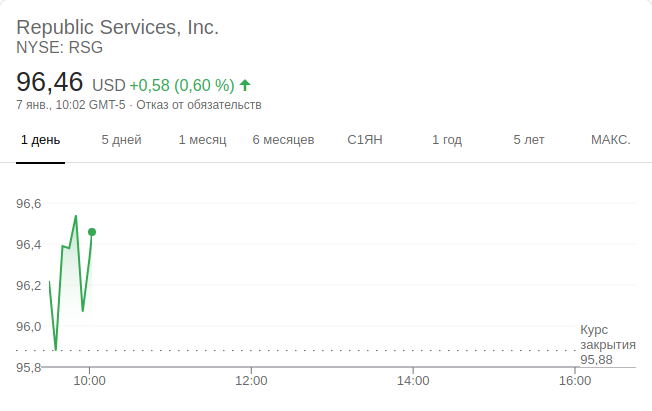 Republic Services, Inc.
NYSE: RSG
96,46 USD +0,58 (0,60 %)
7 янв., 10:02 GMT-5 · Отказ от обязательств
1 день 5 дней 1 месяц 6 месяцев С1ЯН 1 год 5 лет МАКС.
96,6
96,4
96,2
96,0
95,8
Курс
закрытия
95,88
10:00 12:00 14:00 16:00